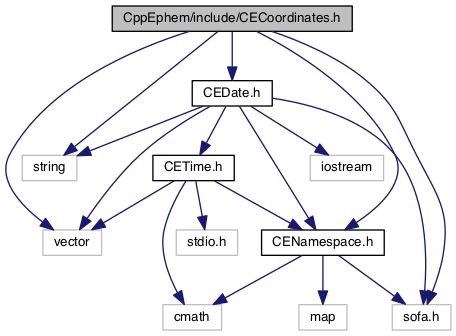 CppEphem/include/CECoordinates.h
CEDate.h
string
CETime.h
iostream
vector
stdio.h
CENamespace.h
cmath
map
sofa.h